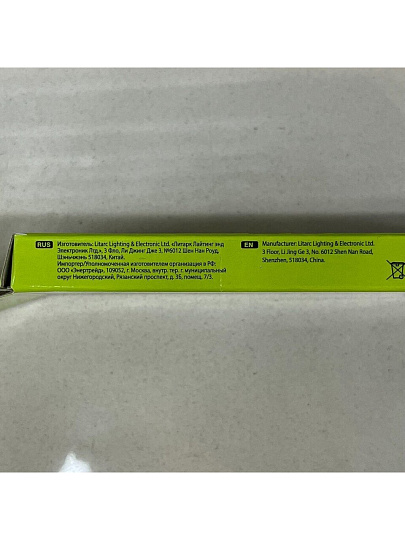 RUS Изготовитель: Litarc Lighting & Electronic Ltd. «Литарк Лайтинг энд
Электроник Лтд.», 3 Фло, Ли Джинг Дже 3, №6012 Шен Нан Роуд,
Шэньчжэнь 518034, Китай.
Импортер/Уполномоченная изготовителем организация в РФ:
ООО «Энертрейд», 109052, г. Москва, внутр. тер. г. муниципальный
округ Нижегородский, Рязанский проспект, д. 3Б, помещ. 7/3.
EN Manufacturer: Litarc Lighting & Electronic Ltd.
3 Floor, Li Jing Ge 3, No. 6012 Shen Nan Road,
Shenzhen, 518034, China.